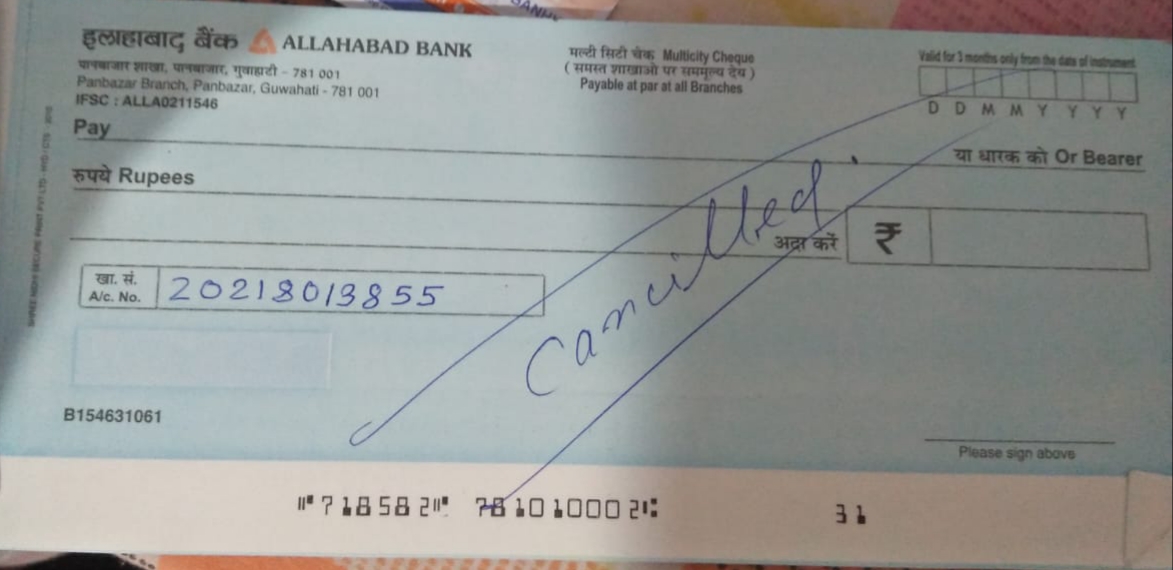 इलाहाबाद बैंक ALLAHABAD BANK
पानबाजार शाखा, पानबाजार, गुवाहाटी - 781 001
Panbazar Branch, Panbazar, Guwahati - 781 001
IFSC : ALLA0211546
मल्टी सिटी चेक Multicity Cheque
( समस्त शाखाओ पर सममूल्य देय )
Payable at par at all Branches
Valid for 3 months only from the date of instrument
D D M M Y Y Y Y
Pay
या धारक को Or Bearer
रुपये Rupees
अदा करें ₹
Cancilled
खा. सं.
A/c. No. 20218013855
B154631061
Please sign above
⑈718582⑈ 781010002⑆ 31